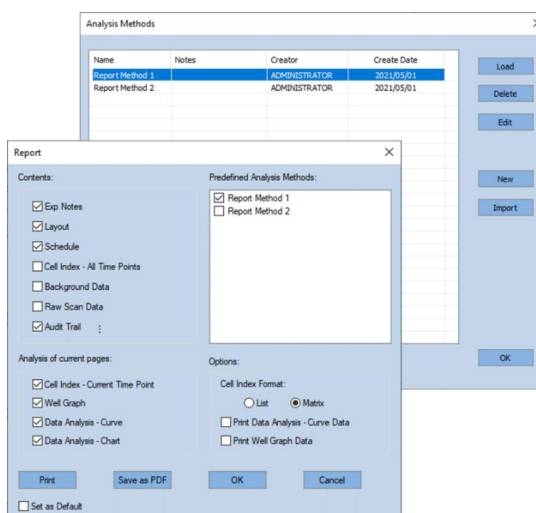 Analysis Methods
Name Notes Creator Create Date
Report Method 1 ADMINISTRATOR 2021/05/01
Report Method 2 ADMINISTRATOR 2021/05/01
Load
Delete
Edit
New
Import
OK
Report
Contents:
Exp Notes
Layout
Schedule
Cell Index - All Time Points
Background Data
Raw Scan Data
Audit Trail
Predefined Analysis Methods:
Report Method 1
Report Method 2
Analysis of current pages:
Cell Index - Current Time Point
Well Graph
Data Analysis - Curve
Data Analysis - Chart
Options:
Cell Index Format:
List Matrix
Print Data Analysis - Curve Data
Print Well Graph Data
Print Save as PDF OK Cancel
Set as Default